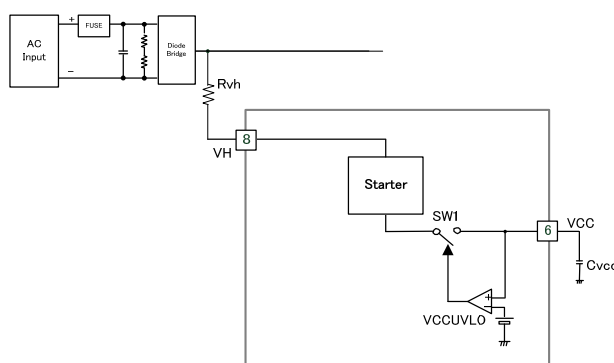 FUSE
+
AC
Input
−
Diode
Bridge
Rvh
8
VH
Starter
SW1
6
VCC
Cvcc
+
−
VCCUVLO